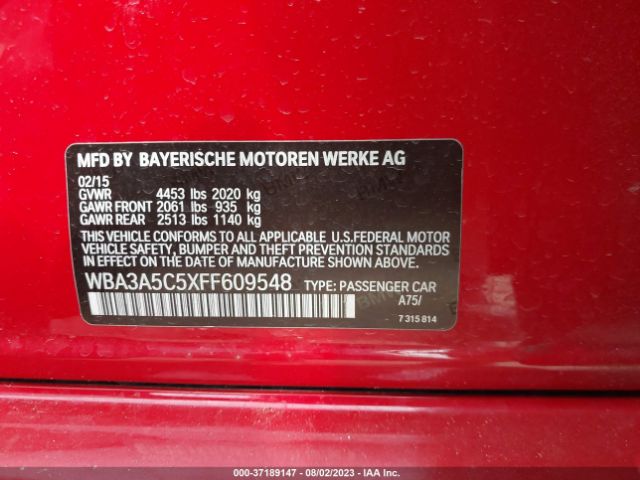 MFD BY BAYERISCHE MOTOREN WERKE AG
02/15
GVWR 4453 lbs 2020 kg
GAWR FRONT 2061 lbs 935 kg
GAWR REAR 2513 lbs 1140 kg
THIS VEHICLE CONFORMS TO ALL APPLICABLE U.S.FEDERAL MOTOR
VEHICLE SAFETY, BUMPER AND THEFT PREVENTION STANDARDS
IN EFFECT ON THE DATE OF MANUFACTURE SHOWN ABOVE.
WBA3A5C5XFF609548 TYPE: PASSENGER CAR
A75/
7 315 814
000-37189147 - 08/02/2023 - IAA Inc.